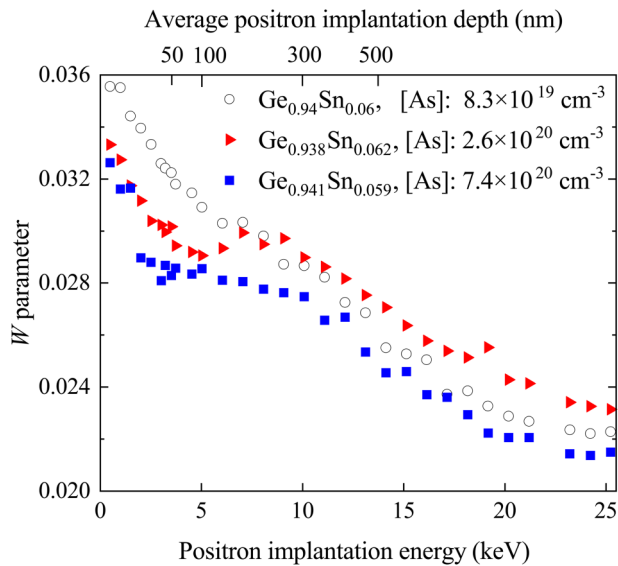 Average positron implantation depth (nm)
50 100 300 500
0.036
○ Ge0.94Sn0.06, [As]: 8.3×10 19 cm-3
Ge0.938Sn0.062, [As]: 2.6×10 20 cm-3
Ge0.941Sn0.059, [As]: 7.4×10 20 cm-3
0.032
0.028
0.024
0.020
W parameter
0 5 10 15 20 25
Positron implantation energy (keV)